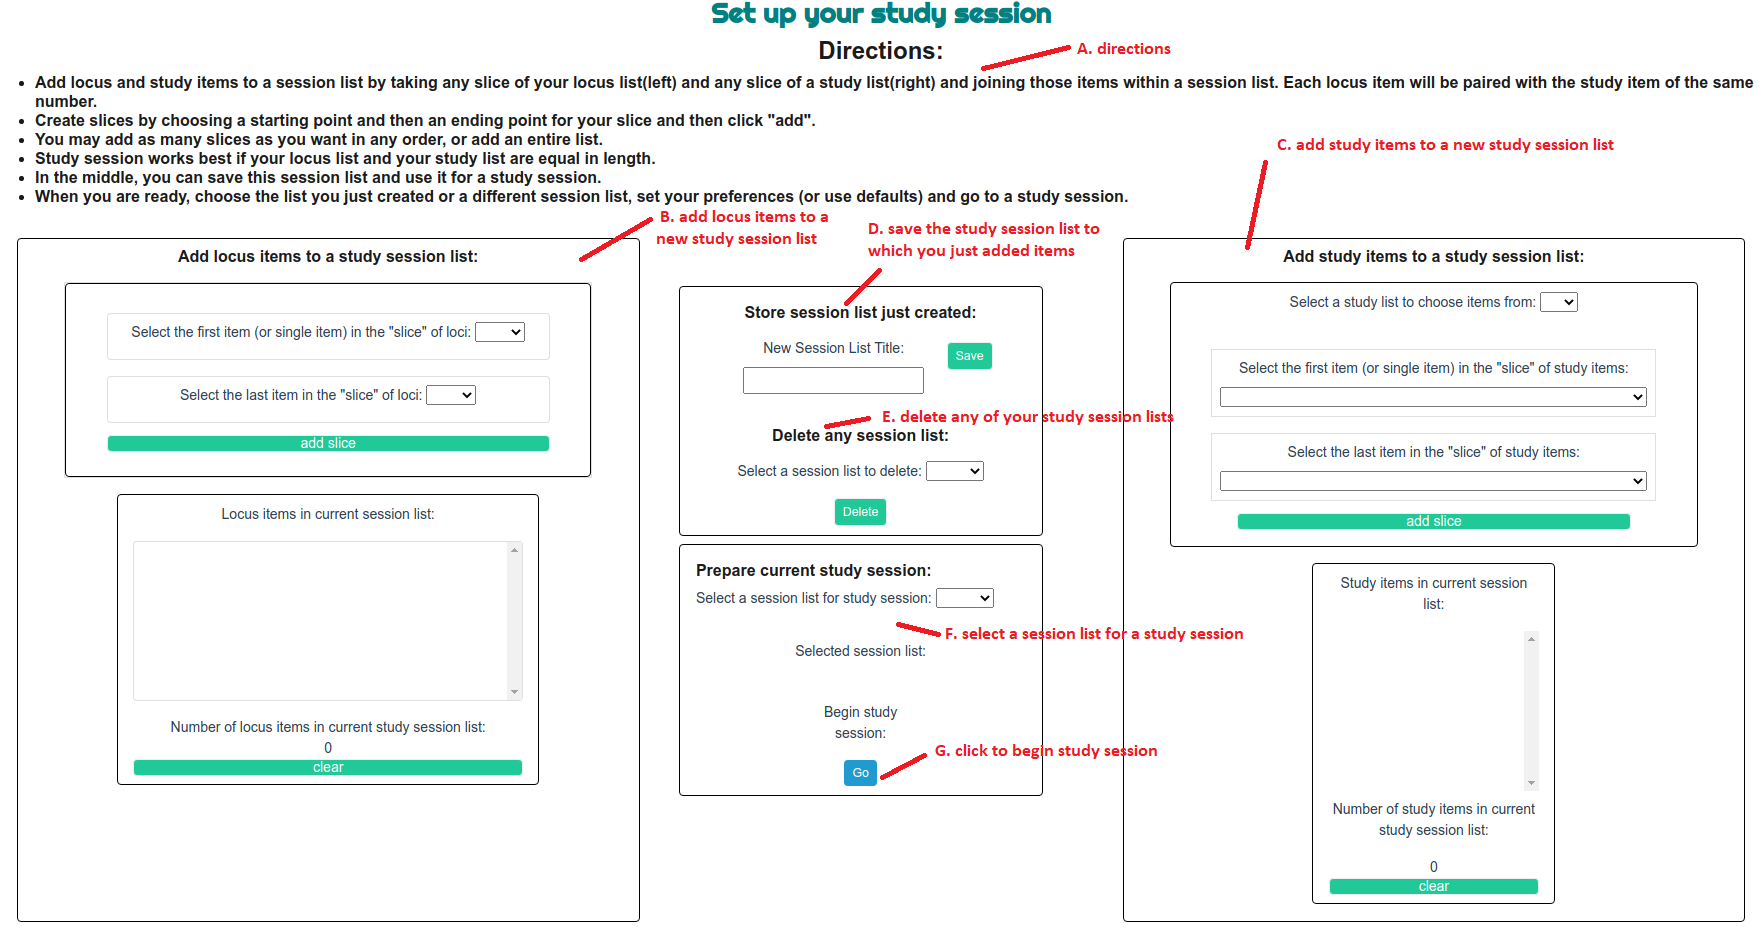 Set up your study session
Directions:
A. directions
Add locus and study items to a session list by taking any slice of your locus list(left) and any slice of a study list(right) and joining those items within a session list. Each locus item will be paired with the study item of the same
number.
Create slices by choosing a starting point and then an ending point for your slice and then click "add".
You may add as many slices as you want in any order, or add an entire list.
Study session works best if your locus list and your study list are equal in length.
In the middle, you can save this session list and use it for a study session.
When you are ready, choose the list you just created or a different session list, set your preferences (or use defaults) and go to a study session.
B. add locus items to a
new study session list
Add locus items to a study session list:
Select the first item (or single item) in the "slice" of loci:
Select the last item in the "slice" of loci:
add slice
Locus items in current session list:
Number of locus items in current study session list:
0
clear
D. save the study session list to
which you just added items
Store session list just created:
New Session List Title:
Save
E. delete any of your study session lists
Delete any session list:
Select a session list to delete:
Delete
Prepare current study session:
Select a session list for study session:
F. select a session list for a study session
Selected session list:
Begin study
session:
G. click to begin study session
Go
C. add study items to a new study session list
Add study items to a study session list:
Select a study list to choose items from:
Select the first item (or single item) in the "slice" of study items:
Select the last item in the "slice" of study items:
add slice
Study items in current session
list:
Number of study items in current
study session list:
0
clear